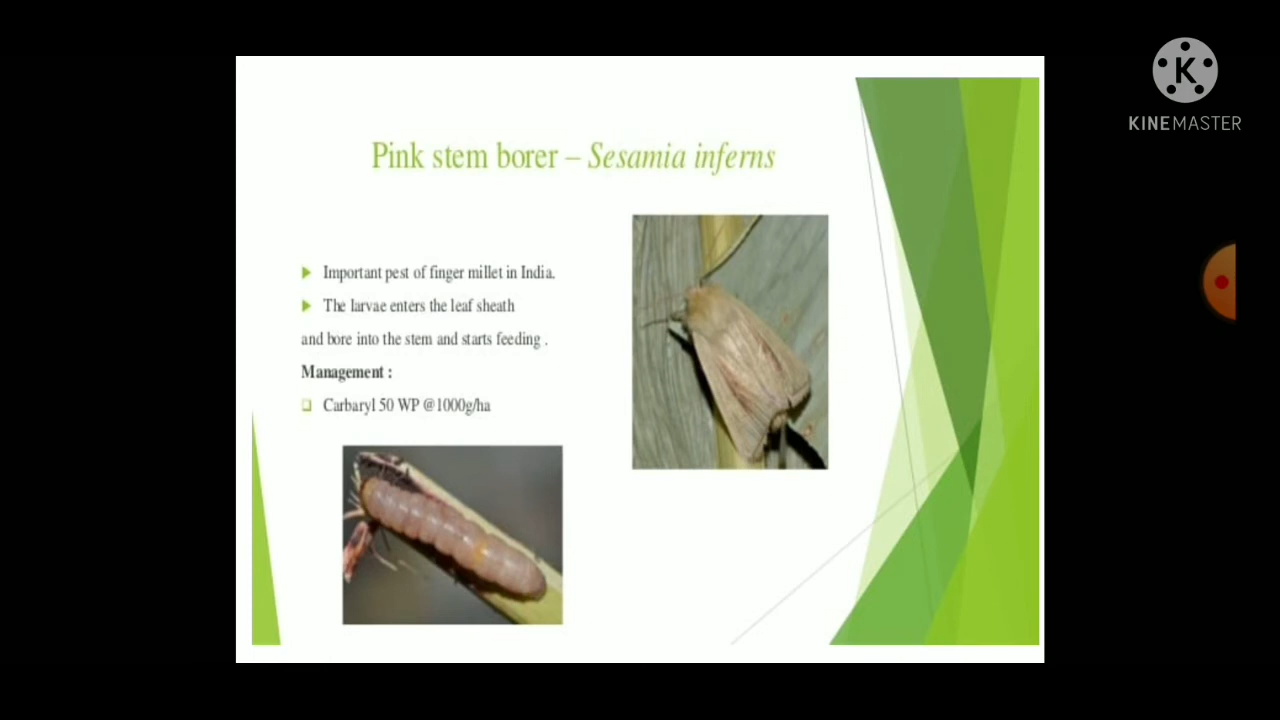 K
KINEMASTER
Pink stem borer – Sesamia inferns
Important pest of finger millet in India.
The larvae enters the leaf sheath
and bore into the stem and starts feeding .
Management :
Carbaryl 50 WP @1000g/ha